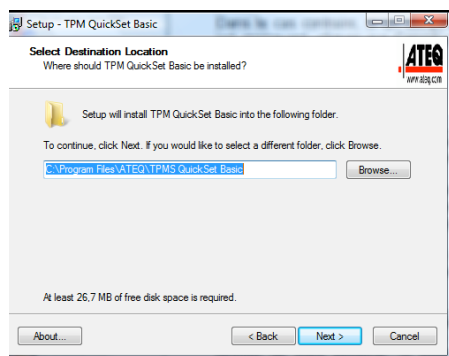 Setup - TPM QuickSet Basic
Select Destination Location
Where should TPM QuickSet Basic be installed?
ATEQ
www.ateq.com
Setup will install TPM QuickSet Basic into the following folder.
To continue, click Next. If you would like to select a different folder, click Browse.
C:\Program Files\ATEQ\TPMS QuickSet Basic
Browse...
At least 26,7 MB of free disk space is required.
About...
< Back
Next >
Cancel